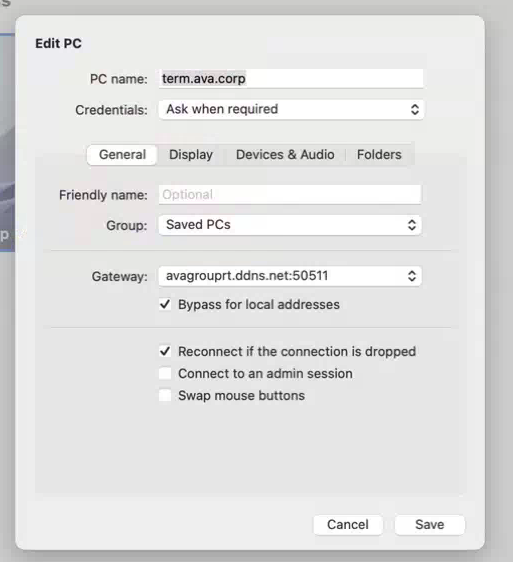 s
Edit PC
PC name: term.ava.corp
Credentials: Ask when required
General Display Devices & Audio Folders
Friendly name: Optional
Group: Saved PCs
p
Gateway: avagrouprt.ddns.net:50511
Bypass for local addresses
Reconnect if the connection is dropped
Connect to an admin session
Swap mouse buttons
Cancel Save